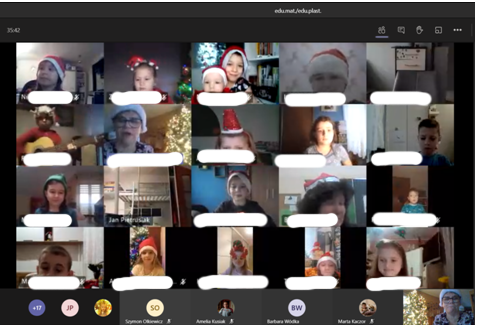 edu.mat./edu.plast.
35:42
Jan Pietrusiak
+17
JP
SO
BW
Szymon Olkiewicz
Amelia Kusiak
Barbara Wódka
Marta Kaczor